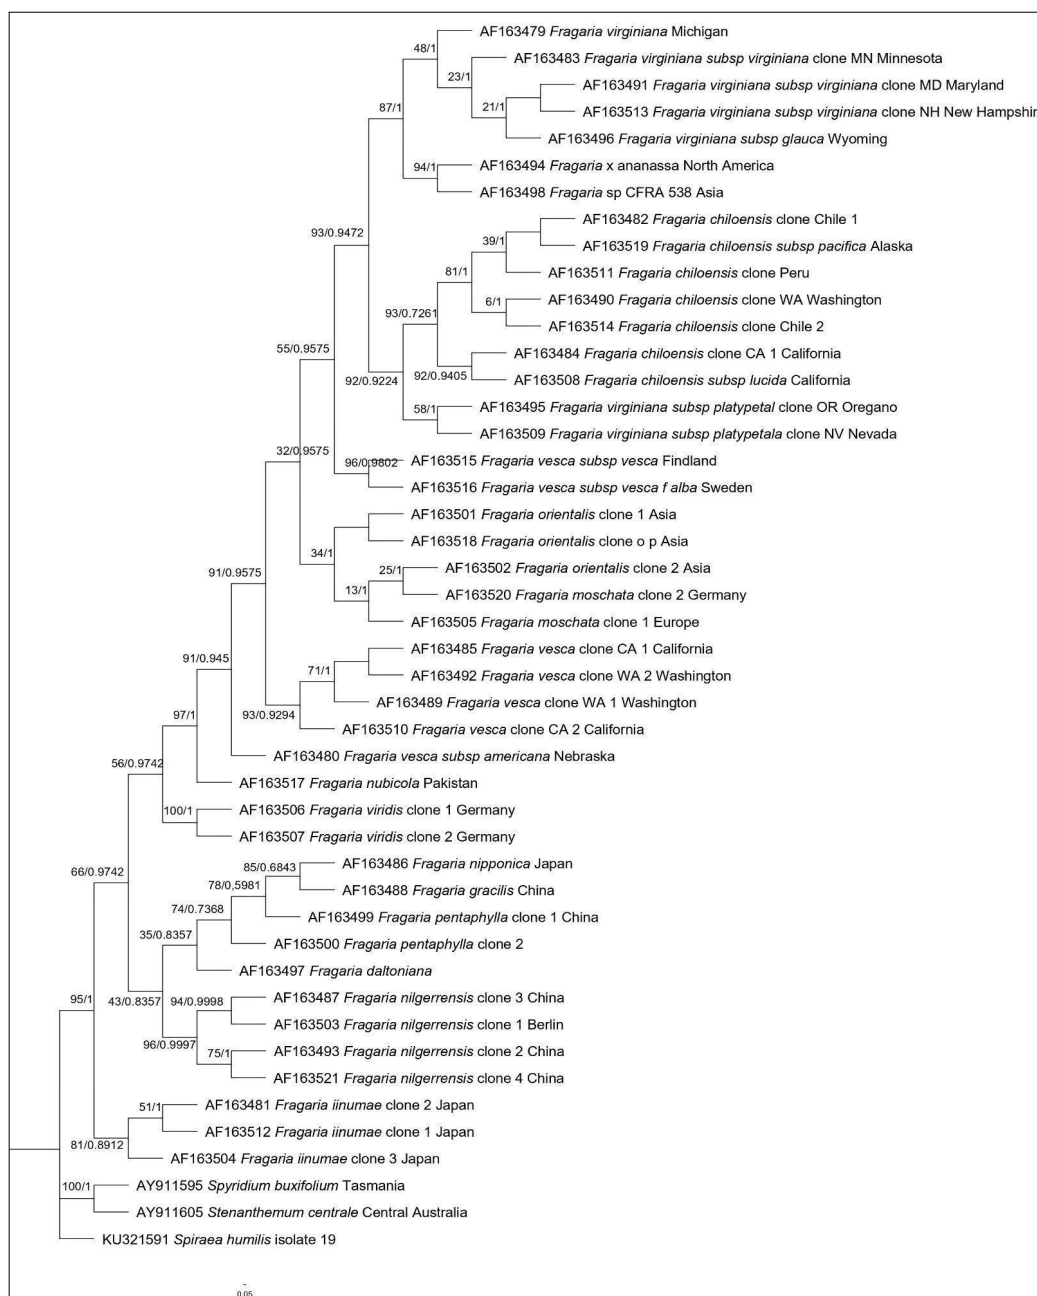 AF163479 Fragaria virginiana Michigan
48/1
AF163483 Fragaria virginiana subsp virginiana clone MN Minnesota
23/1
AF163491 Fragaria virginiana subsp virginiana clone MD Maryland
21/1
87/1
AF163513 Fragaria virginiana subsp virginiana clone NH New Hampshir
AF163496 Fragaria virginiana subsp glauca Wyoming
94/1
AF163494 Fragaria x ananassa North America
AF163498 Fragaria sp CFRA 538 Asia
AF163482 Fragaria chiloensis clone Chile 1
93/0.9472
39/1
AF163519 Fragaria chiloensis subsp pacifica Alaska
81/1
AF163511 Fragaria chiloensis clone Peru
6/1
AF163490 Fragaria chiloensis clone WA Washington
93/0.7261
AF163514 Fragaria chiloensis clone Chile 2
55/0.9575
AF163484 Fragaria chiloensis clone CA 1 California
92/0.9224
92/0.9405
AF163508 Fragaria chiloensis subsp lucida California
58/1
AF163495 Fragaria virginiana subsp platypetal clone OR Oregano
AF163509 Fragaria virginiana subsp platypetala clone NV Nevada
32/0.9575
96/0.9802
AF163515 Fragaria vesca subsp vesca Findland
AF163516 Fragaria vesca subsp vesca f alba Sweden
AF163501 Fragaria orientalis clone 1 Asia
AF163518 Fragaria orientalis clone o p Asia
34/1
25/1
AF163502 Fragaria orientalis clone 2 Asia
91/0.9575
13/1
AF163520 Fragaria moschata clone 2 Germany
AF163505 Fragaria moschata clone 1 Europe
AF163485 Fragaria vesca clone CA 1 California
91/0.945
71/1
AF163492 Fragaria vesca clone WA 2 Washington
AF163489 Fragaria vesca clone WA 1 Washington
97/1
93/0.9294
AF163510 Fragaria vesca clone CA 2 California
AF163480 Fragaria vesca subsp americana Nebraska
56/0.9742
AF163517 Fragaria nubicola Pakistan
100/1
AF163506 Fragaria viridis clone 1 Germany
AF163507 Fragaria viridis clone 2 Germany
66/0.9742
85/0.6843
AF163486 Fragaria nipponica Japan
78/0,5981
AF163488 Fragaria gracilis China
74/0.7368
AF163499 Fragaria pentaphylla clone 1 China
35/0.8357
AF163500 Fragaria pentaphylla clone 2
AF163497 Fragaria daltoniana
95/1
43/0.8357
94/0.9998
AF163487 Fragaria nilgerrensis clone 3 China
AF163503 Fragaria nilgerrensis clone 1 Berlin
96/0.9997
75/1
AF163493 Fragaria nilgerrensis clone 2 China
AF163521 Fragaria nilgerrensis clone 4 China
51/1
AF163481 Fragaria iinumae clone 2 Japan
AF163512 Fragaria iinumae clone 1 Japan
81/0.8912
AF163504 Fragaria iinumae clone 3 Japan
100/1
AY911595 Spyridium buxifolium Tasmania
AY911605 Stenanthemum centrale Central Australia
KU321591 Spiraea humilis isolate 19
0.05